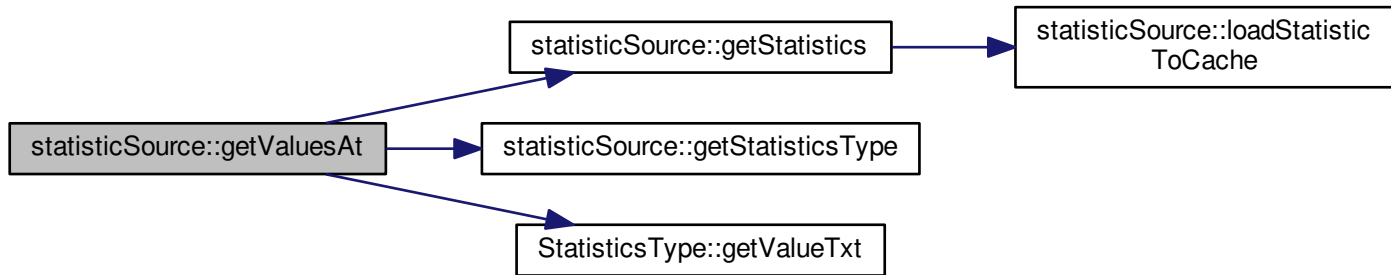 statisticSource::getValuesAt
statisticSource::getStatistics
statisticSource::loadStatistic
ToCache
statisticSource::getStatisticsType
StatisticsType::getValueTxt